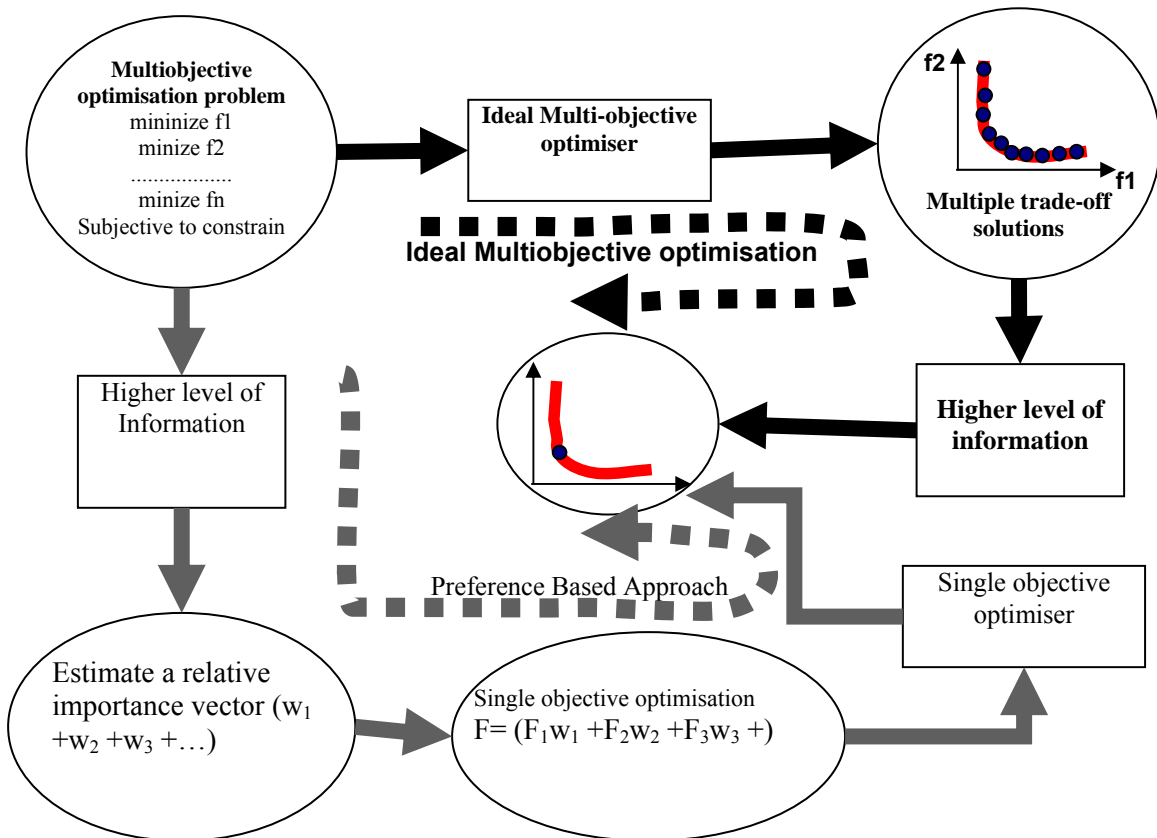 Multiobjective
optimisation problem
mininize f1
minize f2
..................
minize fn
Subjective to constrain
Ideal Multi-objective
optimiser
f2
f1
Multiple trade-off
solutions
Ideal Multiobjective optimisation
Higher level of
Information
Higher level of
information
Preference Based Approach
Single objective
optimiser
Estimate a relative
importance vector (w₁
+w₂ +w₃ +…)
Single objective optimisation
F= (F₁w₁ +F₂w₂ +F₃w₃ +)